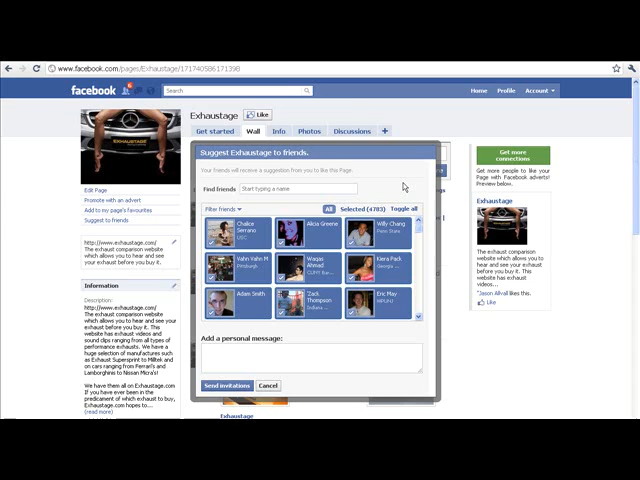 www.facebook.com/pages/Exhaustage/171740586171398
facebook
Search
Home Profile Account
Exhaustage
Like
Get started Wall Info Photos Discussions +
Suggest Exhaustage to friends.
Your friends will receive a suggestion from you to like this Page.
Find friends
Start typing a name
Filter friends
All
Selected (4783)
Toggle all
Chalice Serrano
USC
Alicia Greene
Willy Chang
Penn State
Vahn Vahn M
Pittsburgh
Waqas Ahmad
CUNY Bar...
Kiera Pack
Georgia ...
Adam Smith
'Zack Thompson
Indiana ...
Eric May
Add a personal message:
Send invitations
Cancel
Exhaustage
EXHAUSTAGE
Edit Page
Promote with an advert
Add to my page's favourites
Suggest to friends
http://www.exhaustage.com/
The exhaust comparison website
which allows you to hear and see
your exhaust before you buy it.
Information
Description:
http://www.exhaustage.com/
The exhaust comparison website
which allows you to hear and see
your exhaust before you buy it. This
website has exhaust videos and
sound clips ranging from all types of
performance exhausts. We have a
huge selection of manufactures such
as Exhaust Supersprint to Milltek and
on cars ranging from Ferrari's and
Lamborghinis to Nissan Micra's!
We have them all on Exhaustage.com
If you have ever been in the
predicament of which exhaust to buy,
Exhaustage.com hopes to...
(read more)
Get more
connections
Get more people to like your
Page with Facebook adverts!
Preview below.
Exhaustage
The exhaust
comparison website
which allows you to
hear and see your
exhaust before you
buy it. This website
has exhaust
videos...
Jason Allvall likes this.
Like